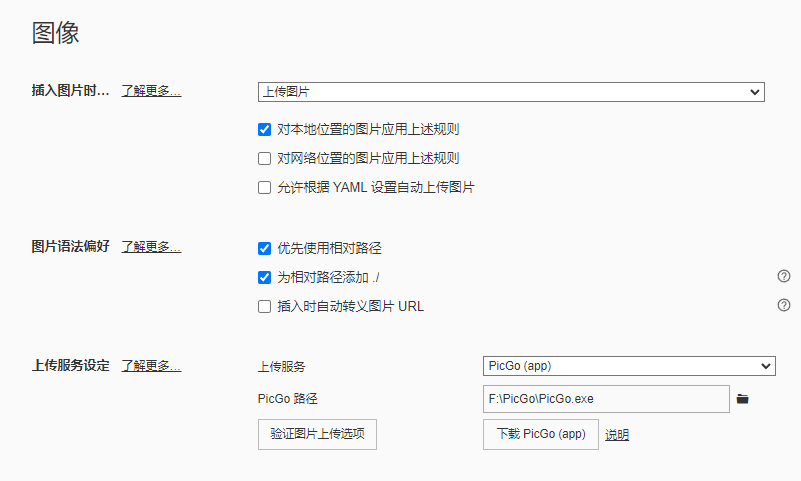 图像
插入图片时... 了解更多... 上传图片
对本地位置的图片应用上述规则
对网络位置的图片应用上述规则
允许根据 YAML 设置自动上传图片
图片语法偏好 了解更多... 优先使用相对路径
为相对路径添加 ./
插入时自动转义图片 URL
上传服务设定 了解更多... 上传服务 PicGo (app)
PicGo 路径 F:\PicGo\PicGo.exe
验证图片上传选项 下载 PicGo (app) 说明